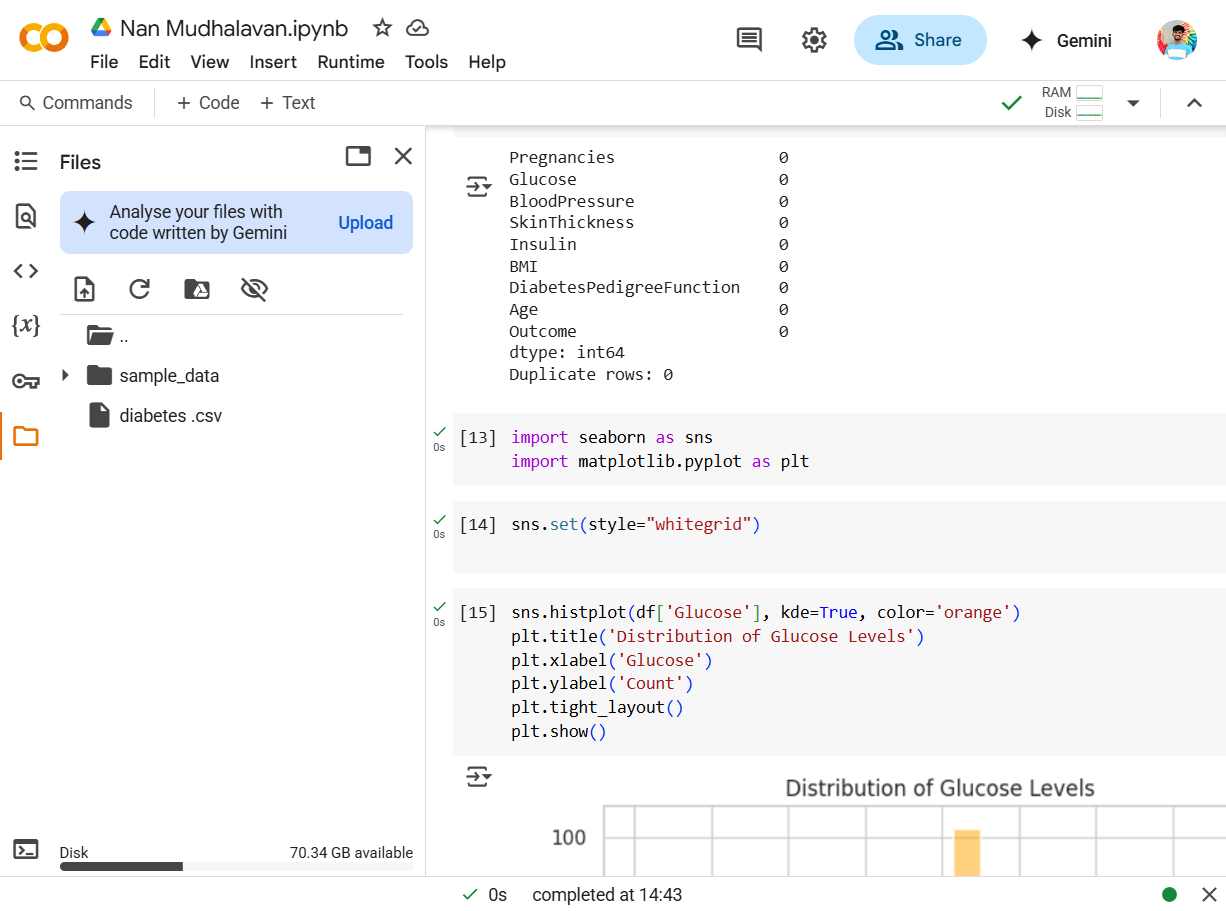 Nan Mudhalavan.ipynb
File Edit View Insert Runtime Tools Help
Share
Gemini
Commands
+ Code + Text
RAM
Disk
Files
Analyse your files with
code written by Gemini
Upload
..
sample_data
diabetes .csv
Disk 70.34 GB available
Pregnancies 0
Glucose 0
BloodPressure 0
SkinThickness 0
Insulin 0
BMI 0
DiabetesPedigreeFunction 0
Age 0
Outcome 0
dtype: int64
Duplicate rows: 0
0s
[13] import seaborn as sns
import matplotlib.pyplot as plt
0s
[14] sns.set(style="whitegrid")
0s
[15] sns.histplot(df['Glucose'], kde=True, color='orange')
plt.title('Distribution of Glucose Levels')
plt.xlabel('Glucose')
plt.ylabel('Count')
plt.tight_layout()
plt.show()
Distribution of Glucose Levels
100
0s completed at 14:43